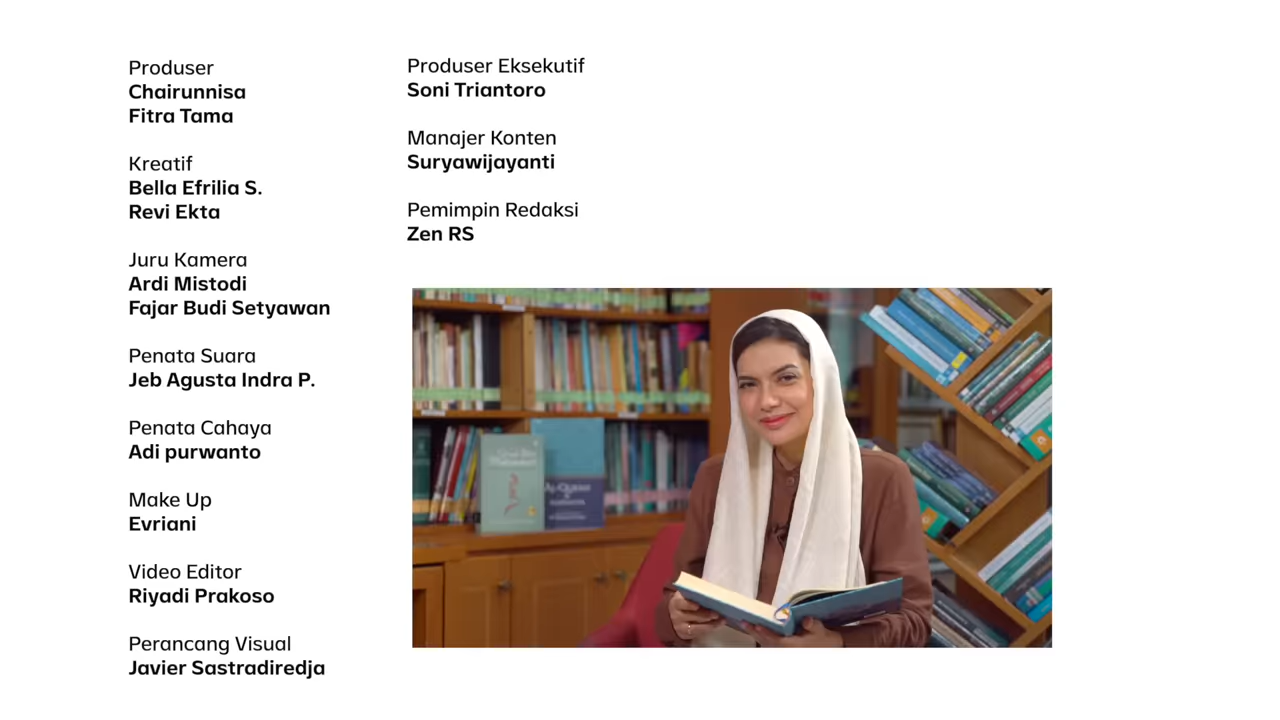 Produser
Chairunnisa
Fitra Tama
Kreatif
Bella Efrilia S.
Revi Ekta
Juru Kamera
Ardi Mistodi
Fajar Budi Setyawan
Penata Suara
Jeb Agusta Indra P.
Penata Cahaya
Adi purwanto
Make Up
Evriani
Video Editor
Riyadi Prakoso
Perancang Visual
Javier Sastradiredja
Produser Eksekutif
Soni Triantoro
Manajer Konten
Suryawijayanti
Pemimpin Redaksi
Zen RS